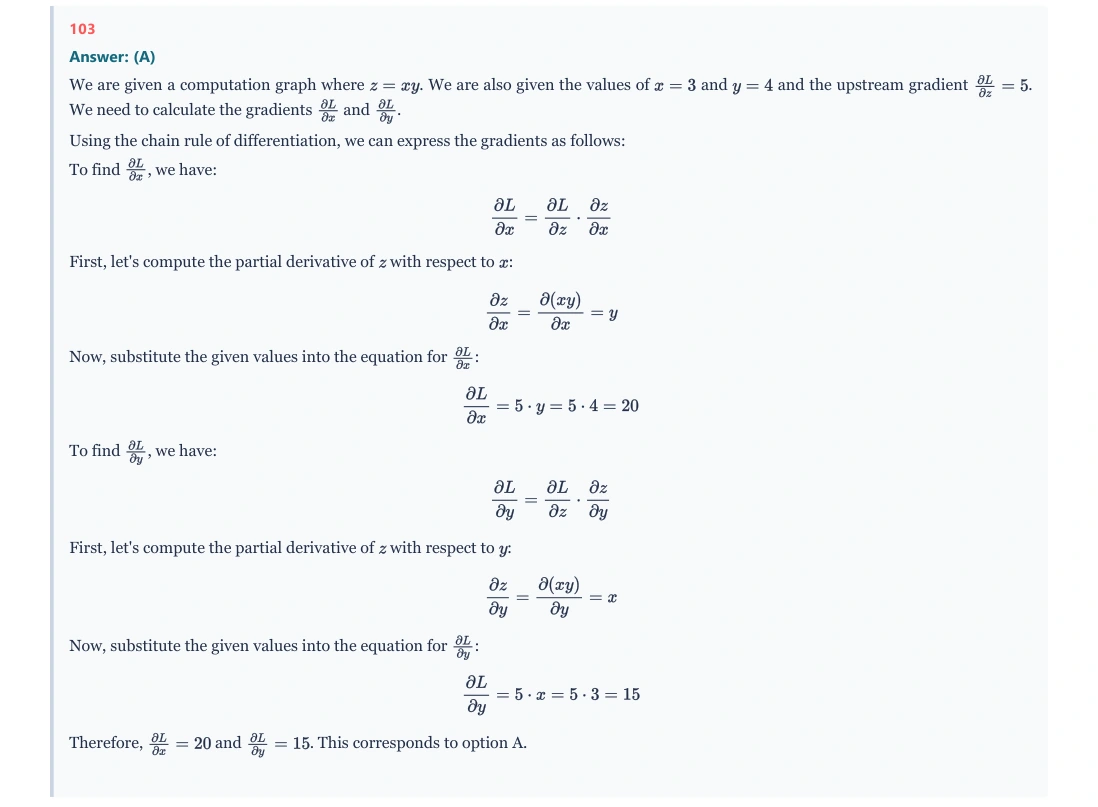 103
Answer: (A)
We are given a computation graph where z = xy. We are also given the values of x = 3 and y = 4 and the upstream gradient ∂L/∂z = 5.
We need to calculate the gradients ∂L/∂x and ∂L/∂y.
Using the chain rule of differentiation, we can express the gradients as follows:
To find ∂L/∂x, we have:
∂L/∂x = ∂L/∂z · ∂z/∂x
First, let's compute the partial derivative of z with respect to x:
∂z/∂x = ∂(xy)/∂x = y
Now, substitute the given values into the equation for ∂L/∂x:
∂L/∂x = 5 · y = 5 · 4 = 20
To find ∂L/∂y, we have:
∂L/∂y = ∂L/∂z · ∂z/∂y
First, let's compute the partial derivative of z with respect to y:
∂z/∂y = ∂(xy)/∂y = x
Now, substitute the given values into the equation for ∂L/∂y:
∂L/∂y = 5 · x = 5 · 3 = 15
Therefore, ∂L/∂x = 20 and ∂L/∂y = 15. This corresponds to option A.